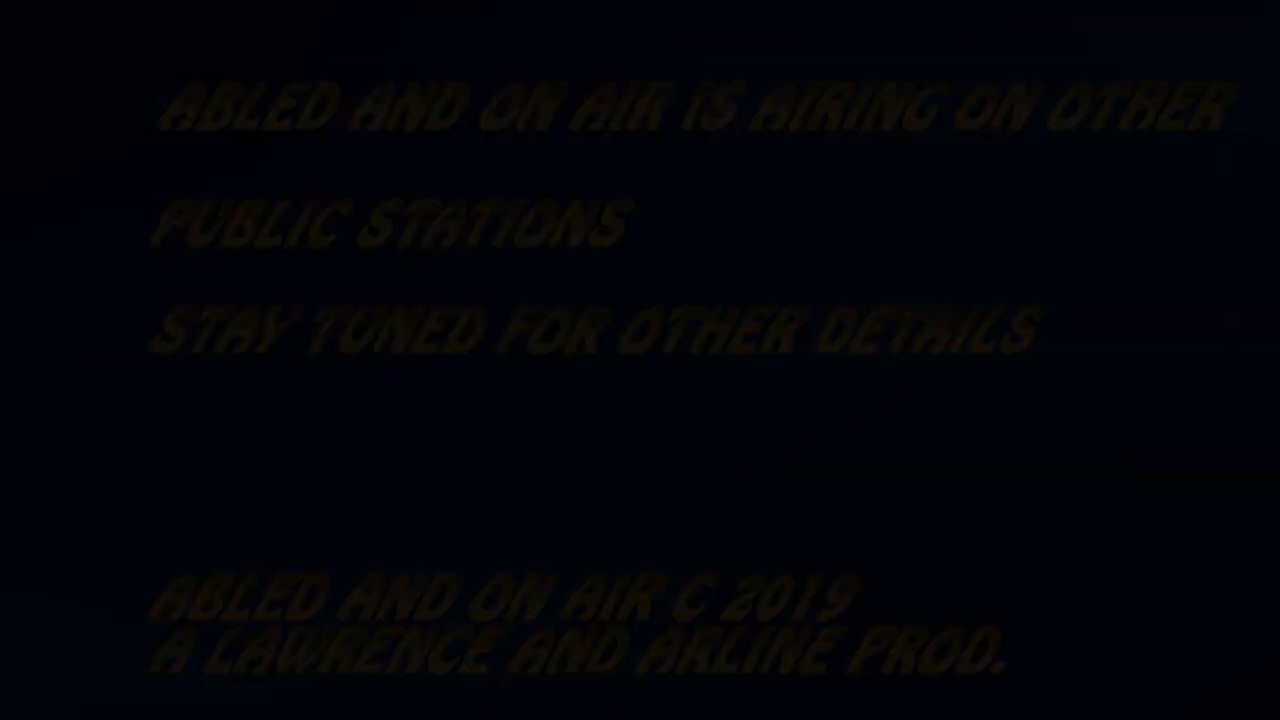 ABLED AND ON AIR IS AIRING ON OTHER
PUBLIC STATIONS
STAY TUNED FOR OTHER DETAILS
ABLED AND ON AIR C 2019
A LAWRENCE AND ARLINE PROD.